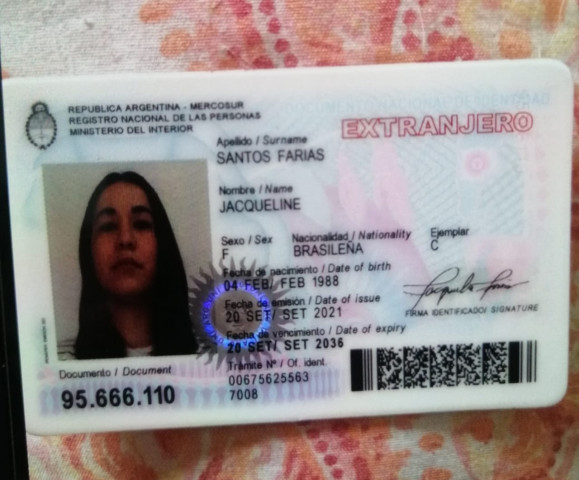 REPUBLICA ARGENTINA - MERCOSUR
REGISTRO NACIONAL DE LAS PERSONAS
MINISTERIO DEL INTERIOR
DOCUMENTO NACIONAL DE IDENTIDAD
EXTRANJERO
Apellido / Surname
SANTOS FARIAS
Nombre / Name
JACQUELINE
Sexo / Sex Nacionalidad / Nationality Ejemplar
F BRASILEÑA C
Fecha de nacimiento / Date of birth
04 FEB/ FEB 1988
Fecha de emisión / Date of issue
20 SET/ SET 2021
FIRMA IDENTIFICADO/ SIGNATURE
Fecha de vencimiento / Date of expiry
20 SET/ SET 2036
Trámite Nº / Of. ident.
00675625563
7008
Documento / Document
95.666.110